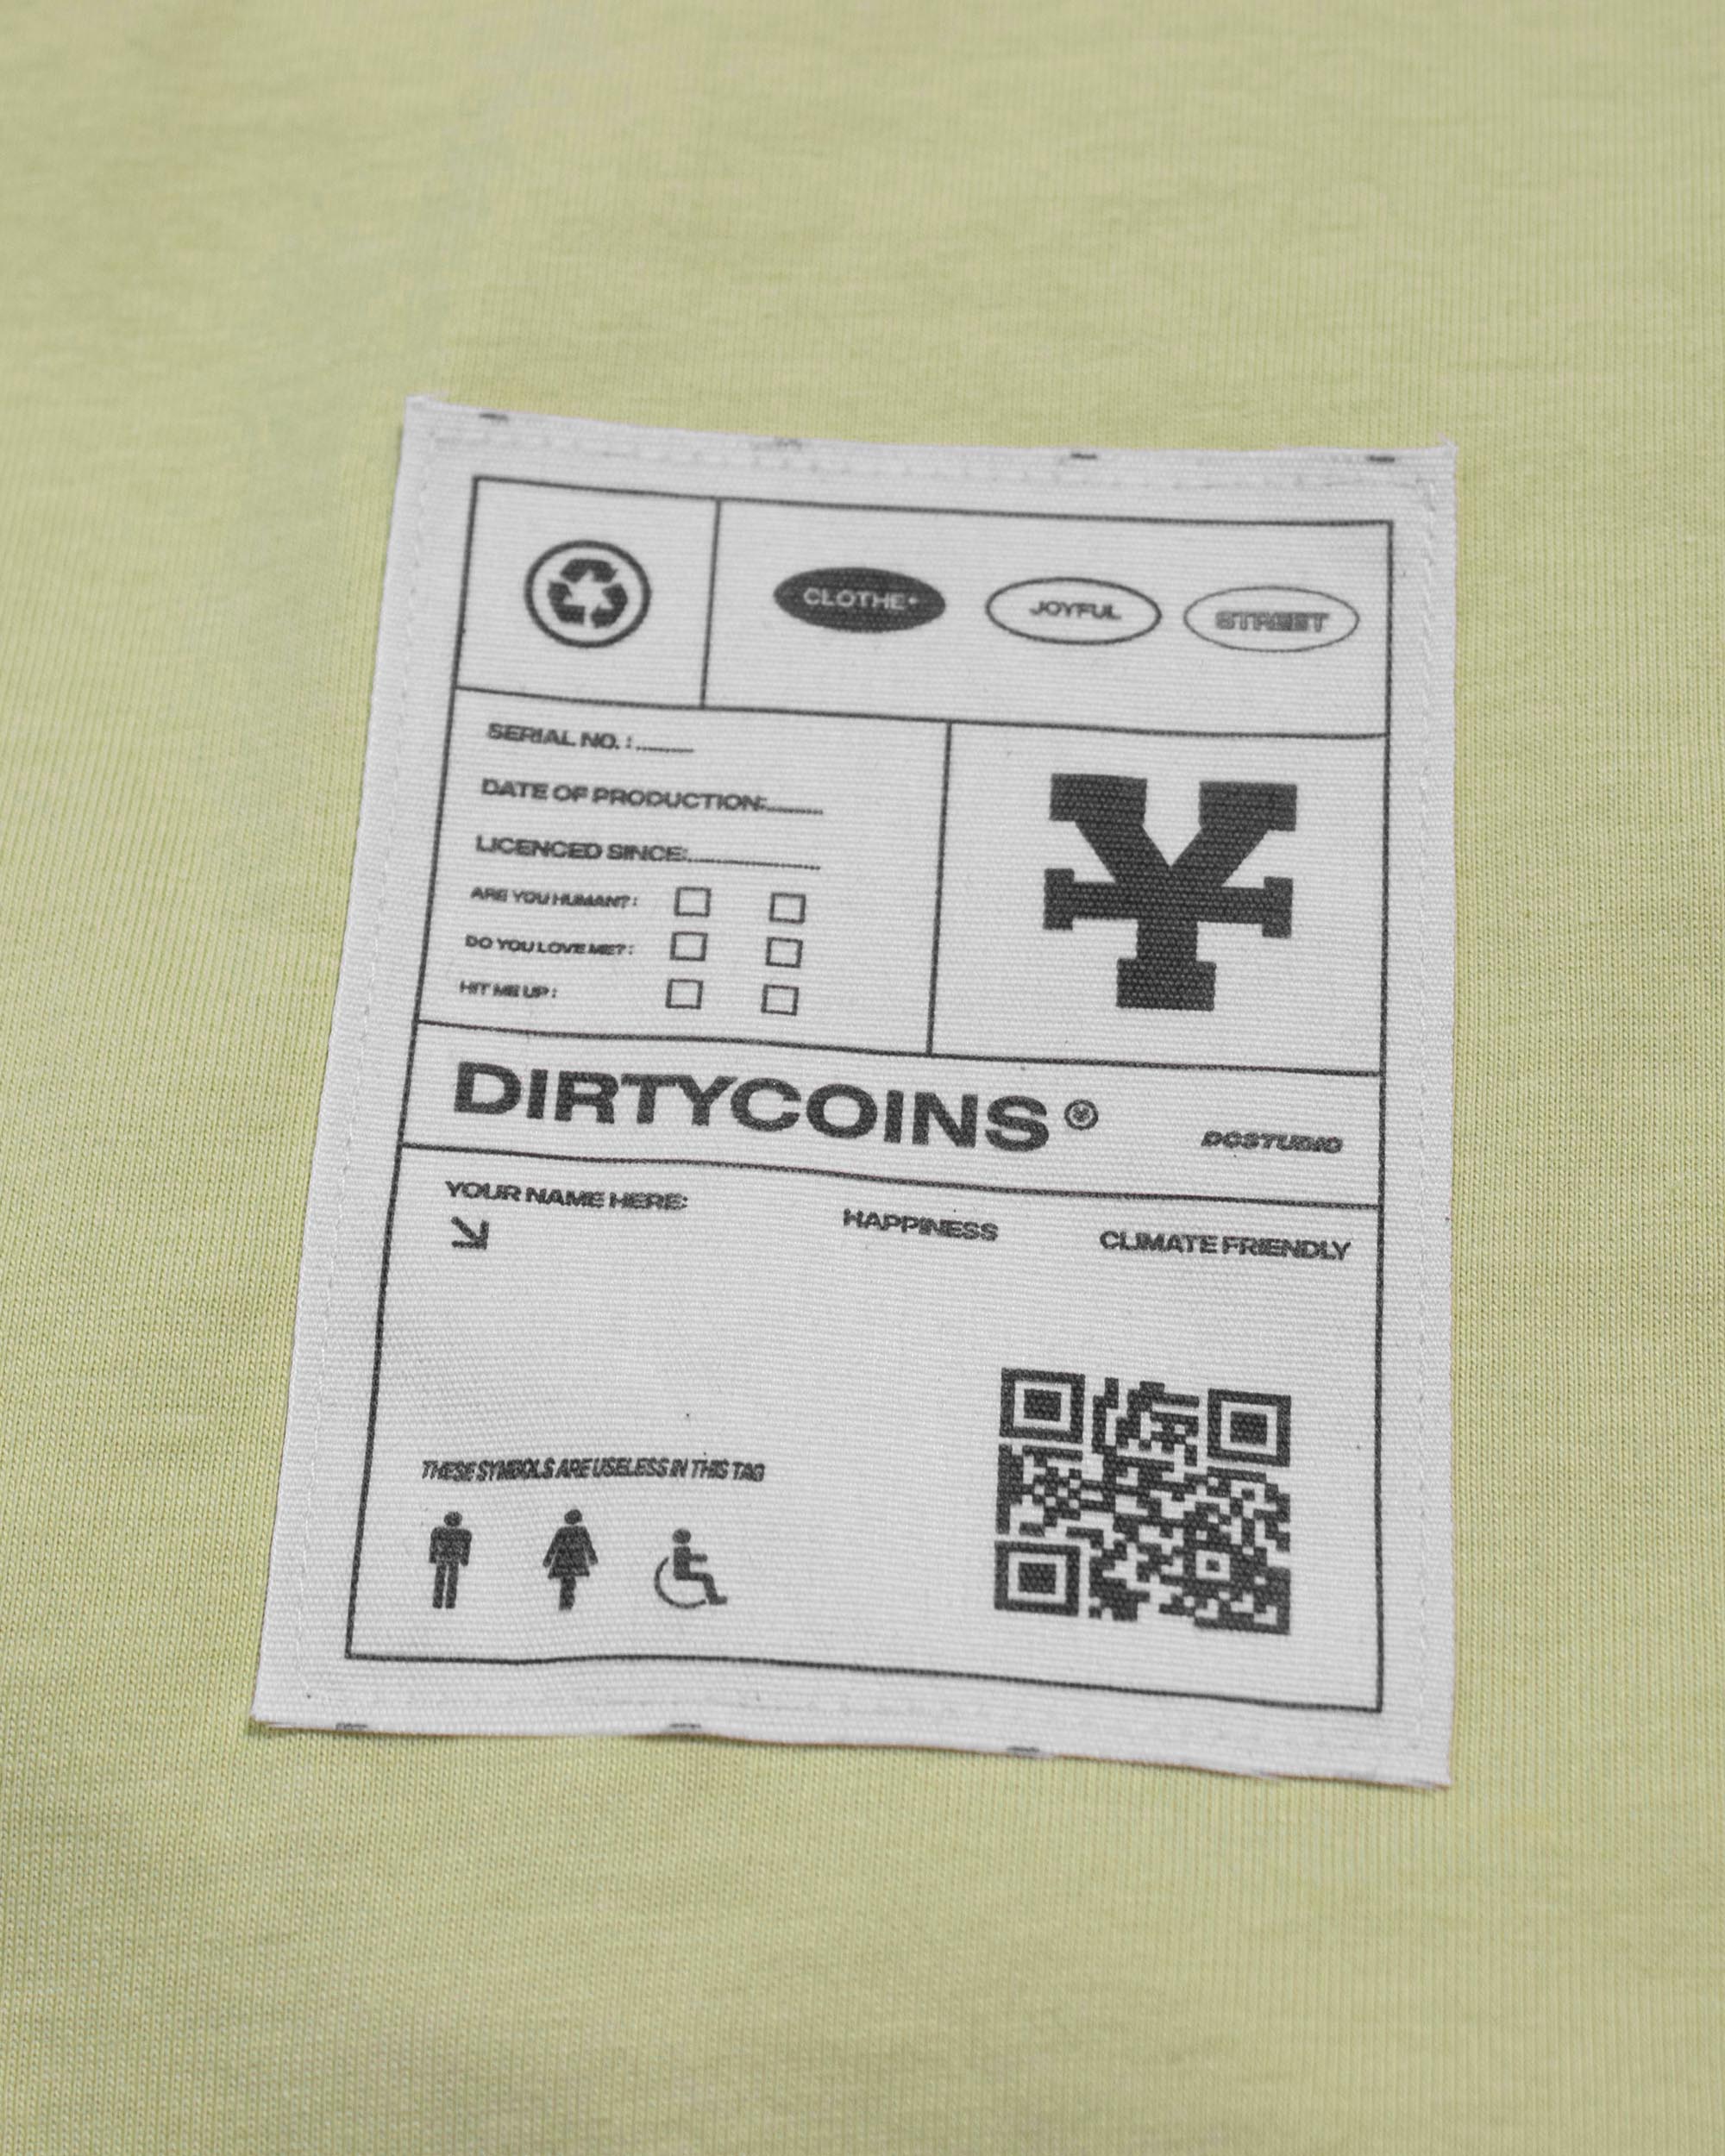 CLOTHE• JOYFUL STREET
SERIAL NO. :........
DATE OF PRODUCTION:........
LICENCED SINCE:....................
ARE YOU HUMAN? :
DO YOU LOVE ME? :
HIT ME UP :
Y
DIRTYCOINS
DCSTUDIO
YOUR NAME HERE: HAPPINESS CLIMATE FRIENDLY
THESE SYMBOLS ARE USELESS IN THIS TAG